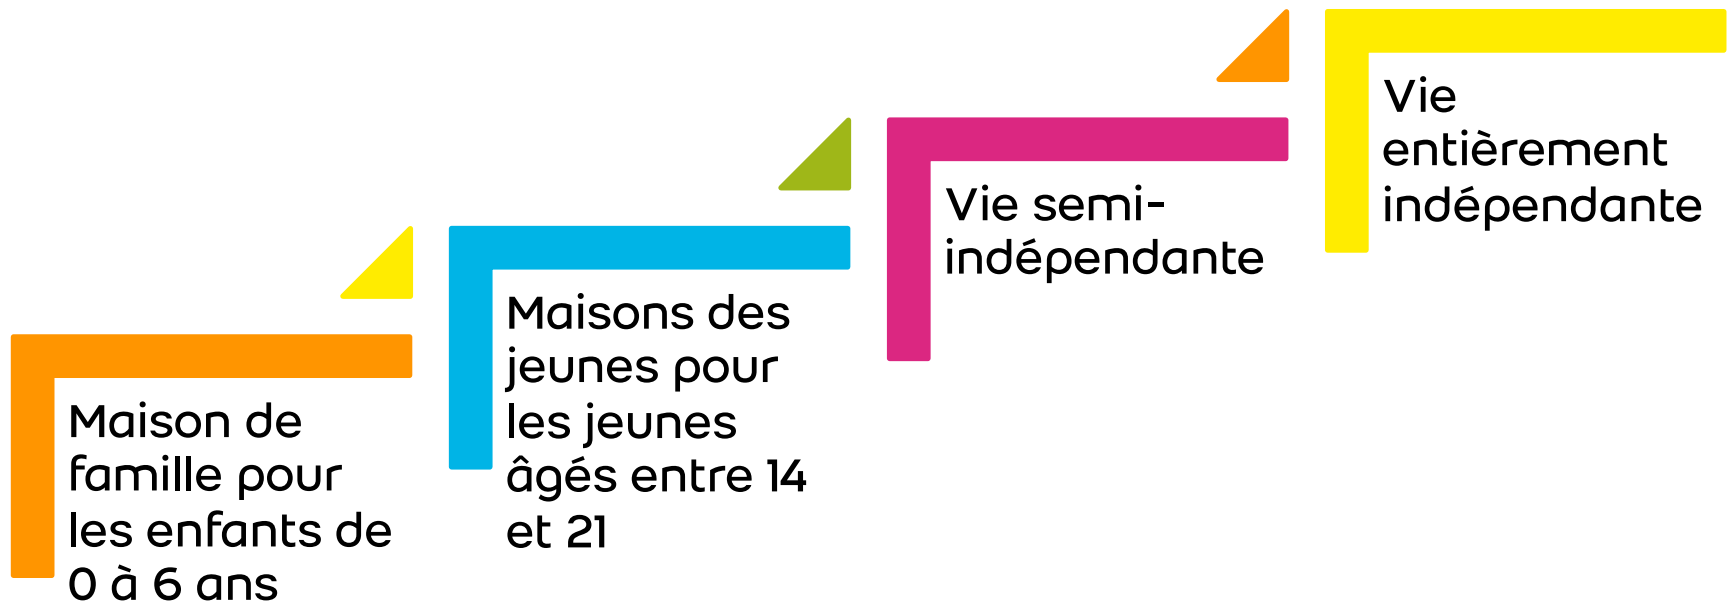 Maison de
famille pour
les enfants de
0 à 6 ans
Maisons des
jeunes pour
les jeunes
âgés entre 14
et 21
Vie semi-
indépendante
Vie
entièrement
indépendante